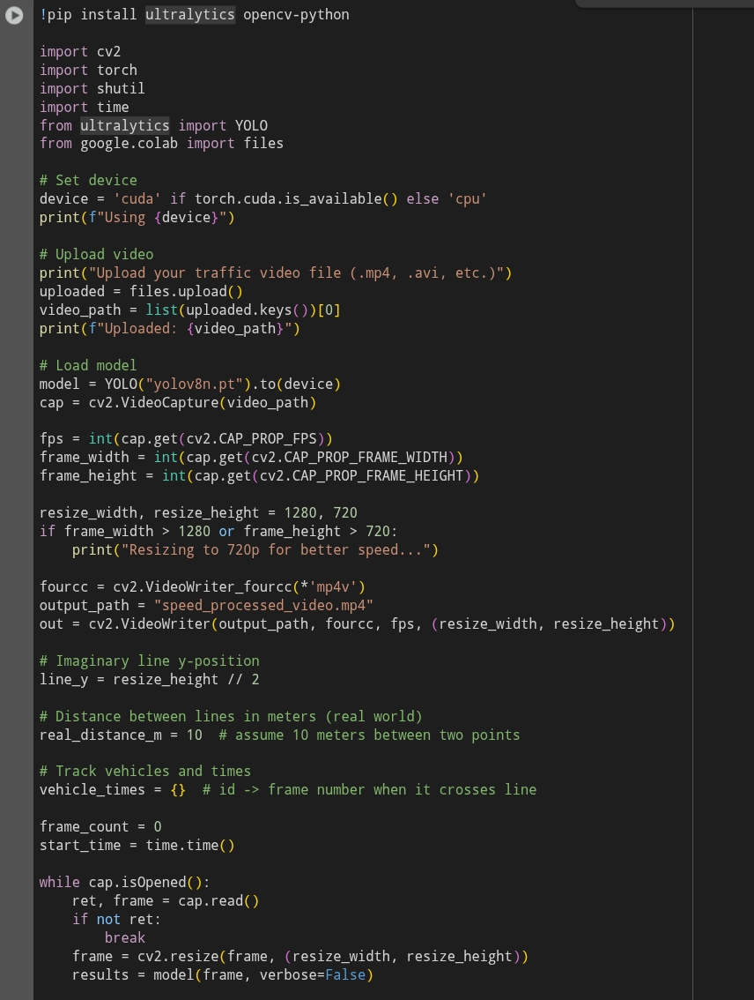 !pip install ultralytics opencv-python
import cv2
import torch
import shutil
import time
from ultralytics import YOLO
from google.colab import files
# Set device
device = 'cuda' if torch.cuda.is_available() else 'cpu'
print(f"Using {device}")
# Upload video
print("Upload your traffic video file (.mp4, .avi, etc.)")
uploaded = files.upload()
video_path = list(uploaded.keys())[0]
print(f"Uploaded: {video_path}")
# Load model
model = YOLO("yolov8n.pt").to(device)
cap = cv2.VideoCapture(video_path)
fps = int(cap.get(cv2.CAP_PROP_FPS))
frame_width = int(cap.get(cv2.CAP_PROP_FRAME_WIDTH))
frame_height = int(cap.get(cv2.CAP_PROP_FRAME_HEIGHT))
resize_width, resize_height = 1280, 720
if frame_width > 1280 or frame_height > 720:
    print("Resizing to 720p for better speed...")
fourcc = cv2.VideoWriter_fourcc(*'mp4v')
output_path = "speed_processed_video.mp4"
out = cv2.VideoWriter(output_path, fourcc, fps, (resize_width, resize_height))
# Imaginary line y-position
line_y = resize_height // 2
# Distance between lines in meters (real world)
real_distance_m = 10  # assume 10 meters between two points
# Track vehicles and times
vehicle_times = {}  # id -> frame number when it crosses line
frame_count = 0
start_time = time.time()
while cap.isOpened():
    ret, frame = cap.read()
    if not ret:
        break
    frame = cv2.resize(frame, (resize_width, resize_height))
    results = model(frame, verbose=False)